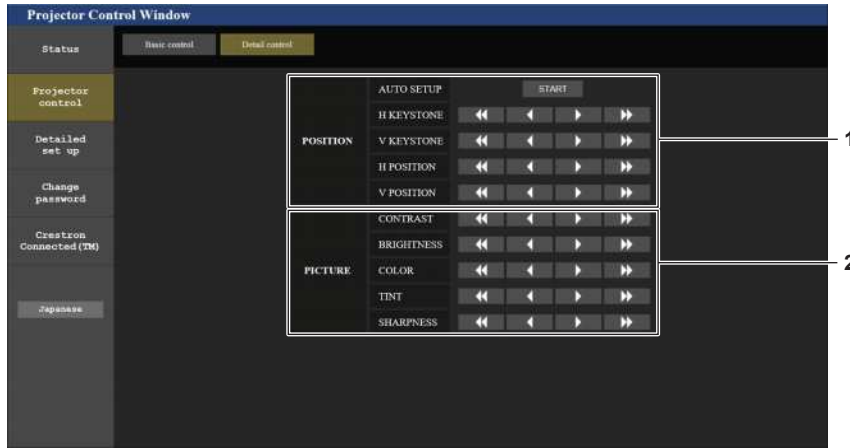 Projector Control Window
Status
Basic control
Detail control
Projector
control
Detailed
set up
Change
password
Crestron
Connected(TM)
Japanese
POSITION
AUTO SETUP
START
H KEYSTONE
V KEYSTONE
H POSITION
V POSITION
1
PICTURE
CONTRAST
BRIGHTNESS
COLOR
TINT
SHARPNESS
2